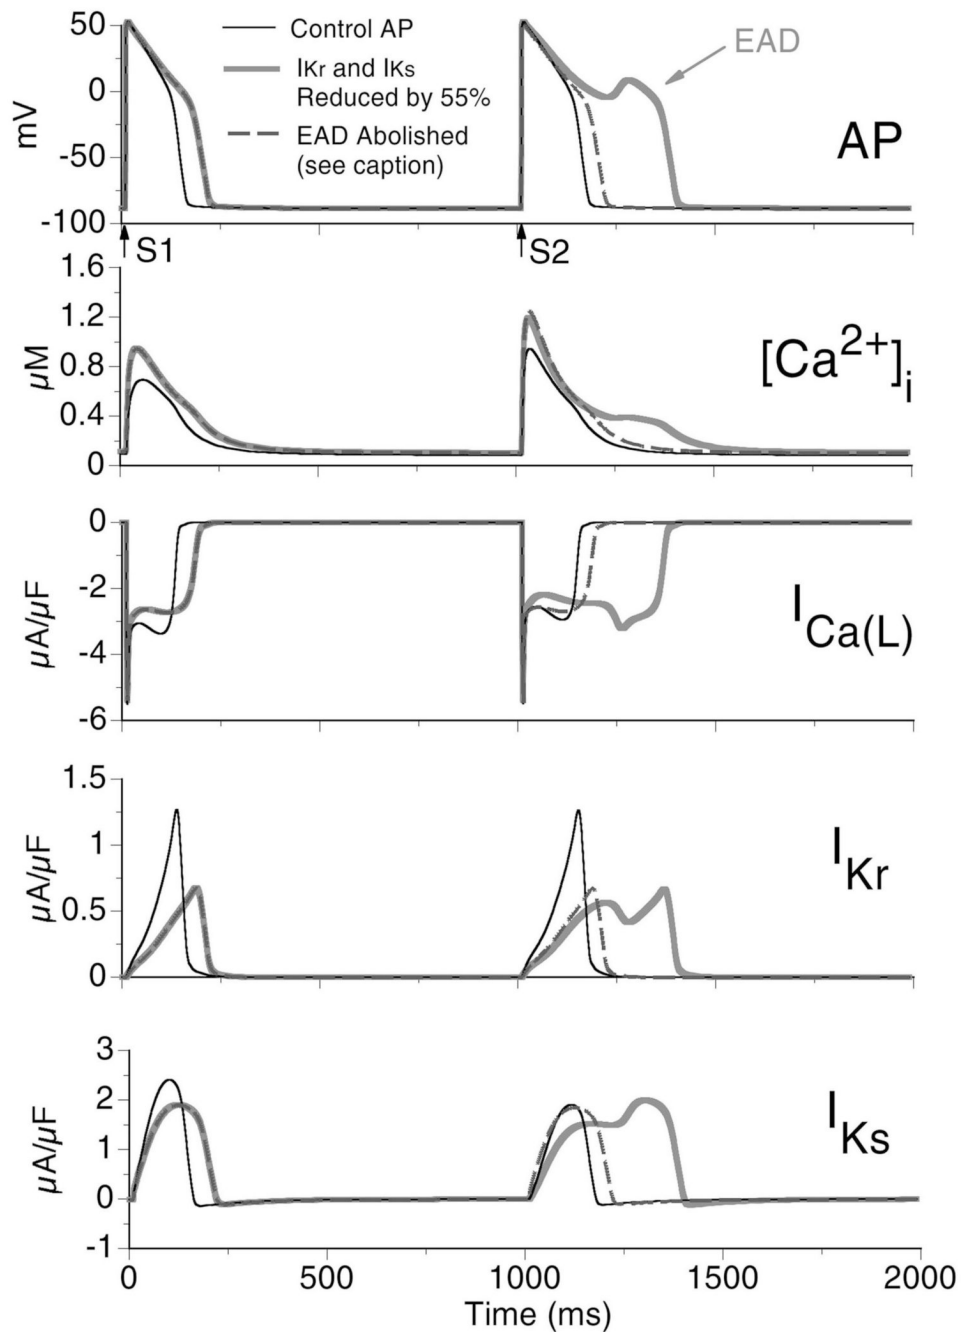 50
0
-50
-100
mV
Control AP
IKr and IKs
Reduced by 55%
EAD Abolished
(see caption)
EAD
AP
S1
S2
1.6
1.2
0.8
0.4
0
µM
[Ca2+]i
0
-2
-4
-6
µA/µF
ICa(L)
1.5
1
0.5
0
µA/µF
IKr
3
2
1
0
-1
µA/µF
IKs
0 500 1000 1500 2000
Time (ms)